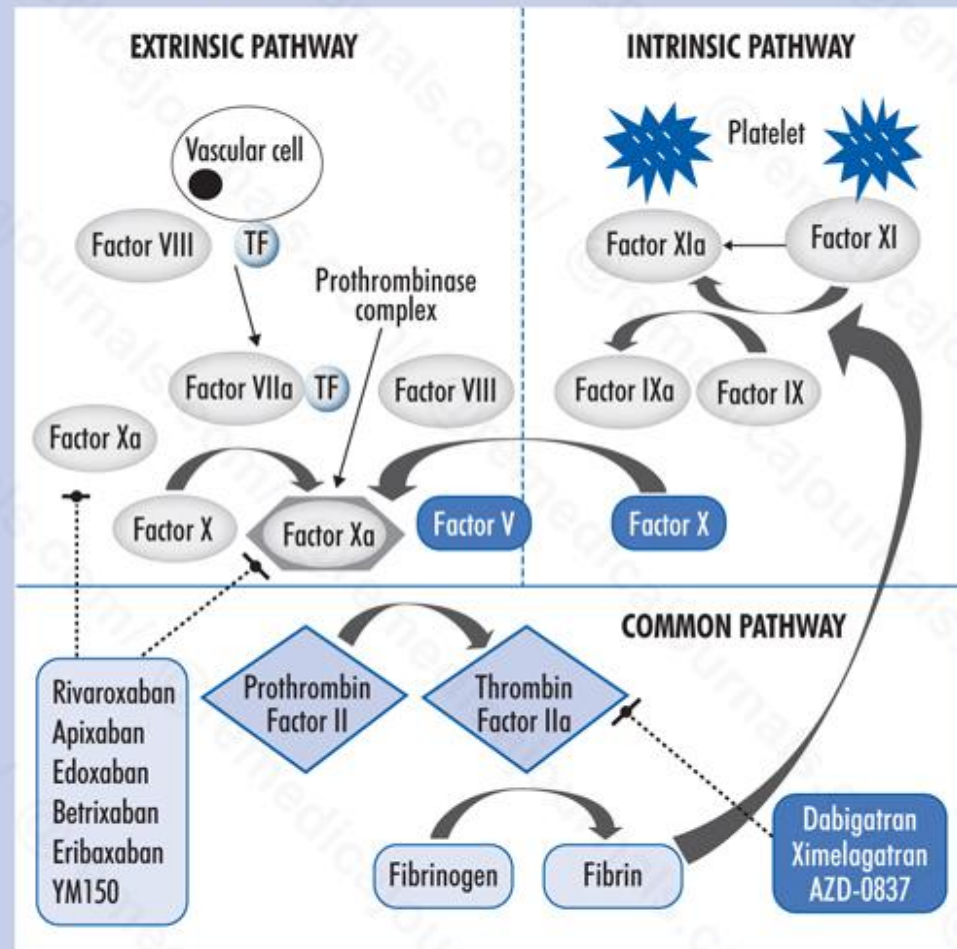 EXTRINSIC PATHWAY
INTRINSIC PATHWAY
Vascular cell
Platelet
Factor VIII
TF
Factor XIa
Factor XI
Prothrombinase
complex
Factor VIIa
TF
Factor VIII
Factor IXa
Factor IX
Factor Xa
Factor X
Factor Xa
Factor V
Factor X
COMMON PATHWAY
Prothrombin
Factor II
Thrombin
Factor IIa
Rivaroxaban
Apixaban
Edoxaban
Betrixaban
Eribaxaban
YM150
Fibrinogen
Fibrin
Dabigatran
Ximelagatran
AZD-0837